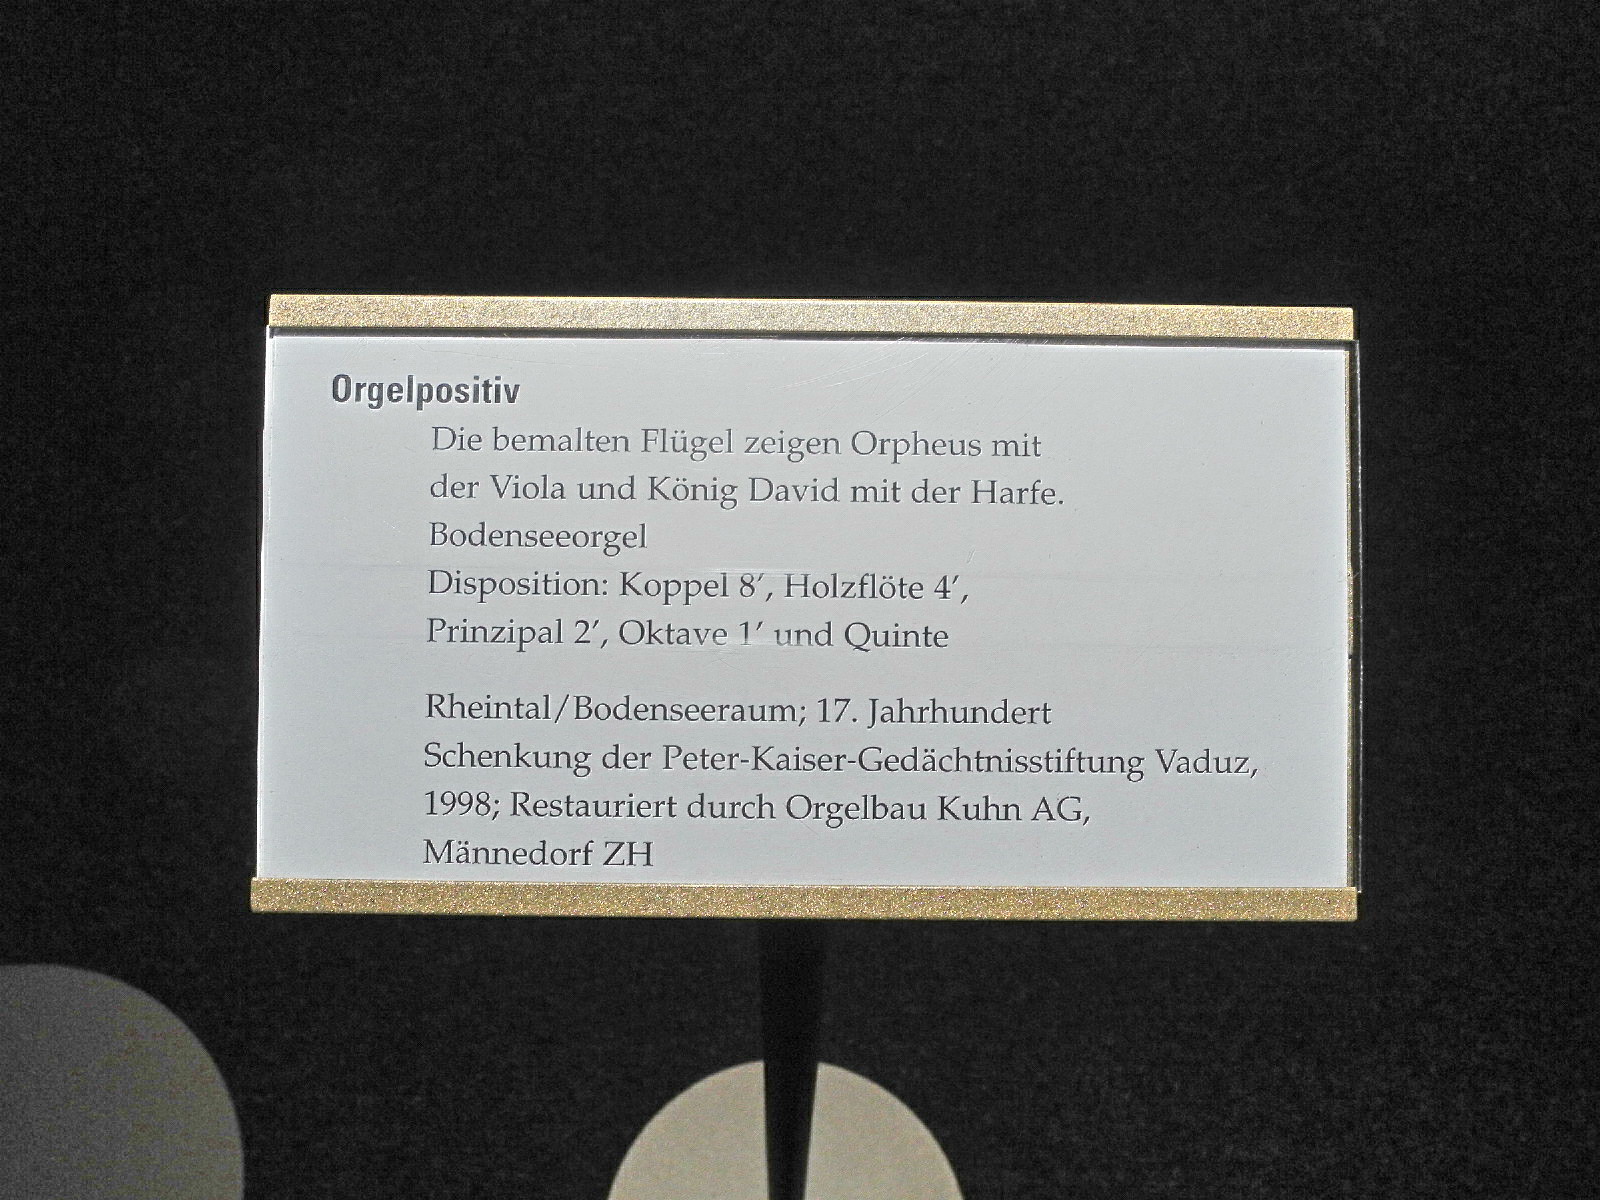 Orgelpositiv
Die bemalten Flügel zeigen Orpheus mit
der Viola und König David mit der Harfe.
Bodenseeorgel
Disposition: Koppel 8′, Holzflöte 4′,
Prinzipal 2′, Oktave 1′ und Quinte
Rheintal/Bodenseeraum; 17. Jahrhundert
Schenkung der Peter-Kaiser-Gedächtnisstiftung Vaduz,
1998; Restauriert durch Orgelbau Kuhn AG,
Männedorf ZH